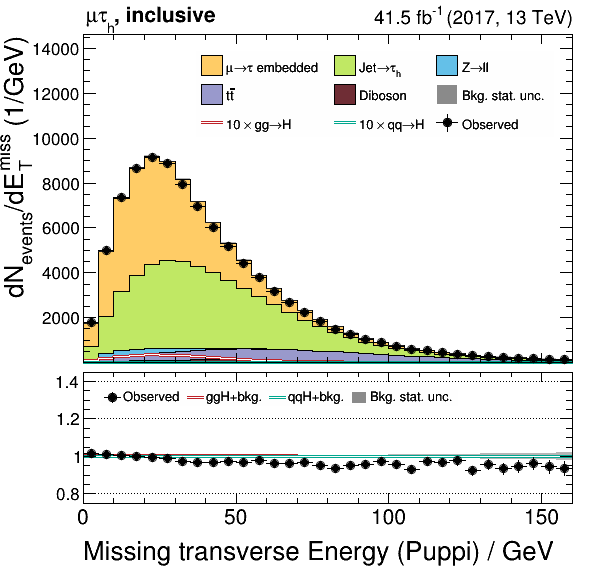 μτh, inclusive
41.5 fb⁻¹ (2017, 13 TeV)
dNevents/dETmiss (1/GeV)
14000
12000
10000
8000
6000
4000
2000
μ→τ embedded
Jet→τh
Z→ll
tt̄
Diboson
Bkg. stat. unc.
10 × gg→H
10 × qq→H
Observed
1.4
1.2
1
0.8
Observed
ggH+bkg.
qqH+bkg.
Bkg. stat. unc.
0
50
100
150
Missing transverse Energy (Puppi) / GeV